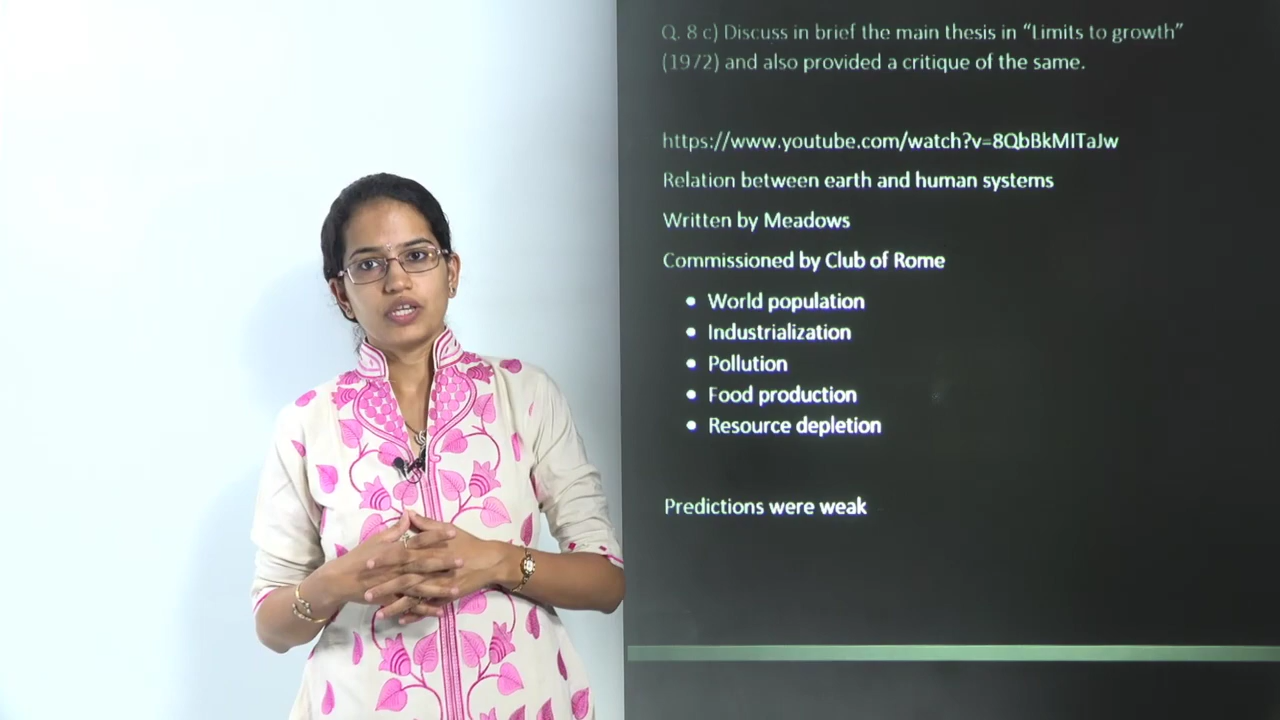 Q. 8 c) Discuss in brief the main thesis in “Limits to growth”
(1972) and also provided a critique of the same.
https://www.youtube.com/watch?v=8QbBkMITaJw
Relation between earth and human systems
Written by Meadows
Commissioned by Club of Rome
• World population
• Industrialization
• Pollution
• Food production
• Resource depletion
Predictions were weak